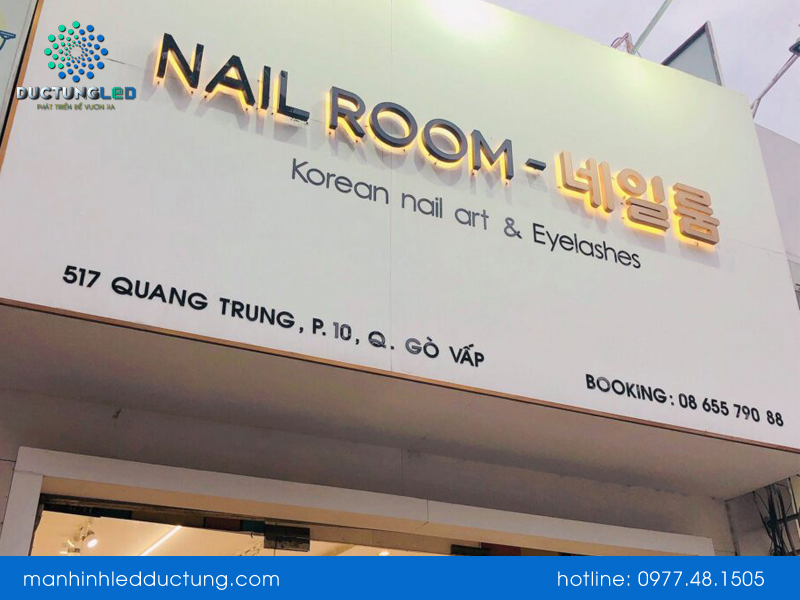 DUCTUNGLED
PHÁT TRIỂN ĐỂ VƯƠN XA
NAIL ROOM - 네일룸
Korean nail art & Eyelashes
517 QUANG TRUNG, P. 10, Q. GÒ VẤP
BOOKiNG: 08 655 790 88
manhinhledductung.com
hotline: 0977.48.1505